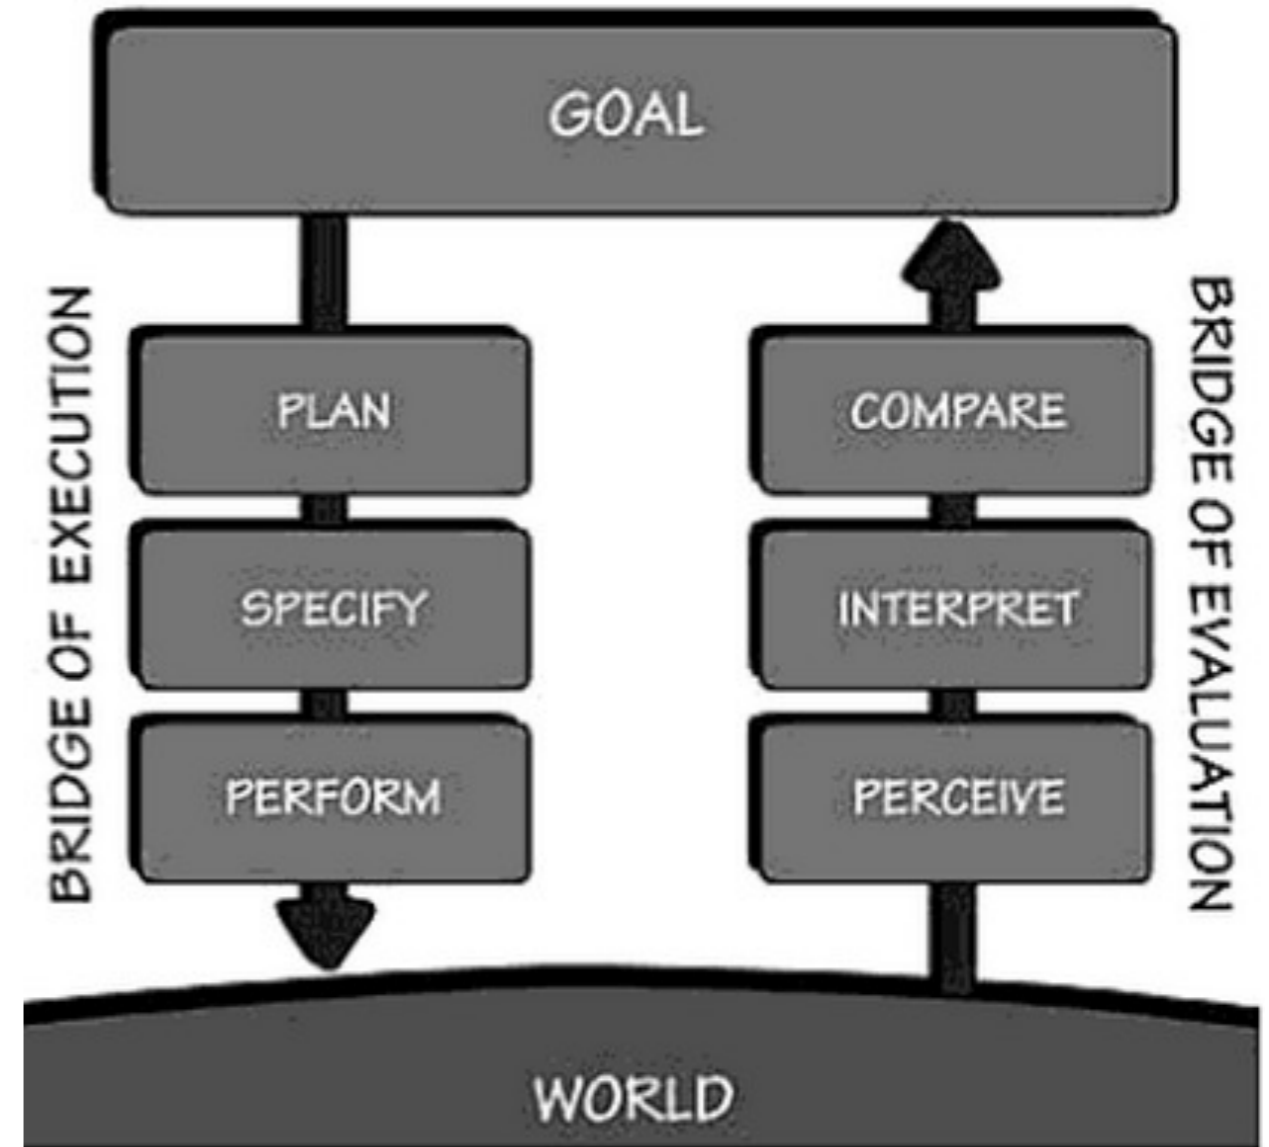 GOAL
BRIDGE OF EXECUTION
PLAN
SPECIFY
PERFORM
COMPARE
INTERPRET
PERCEIVE
BRIDGE OF EVALUATION
WORLD